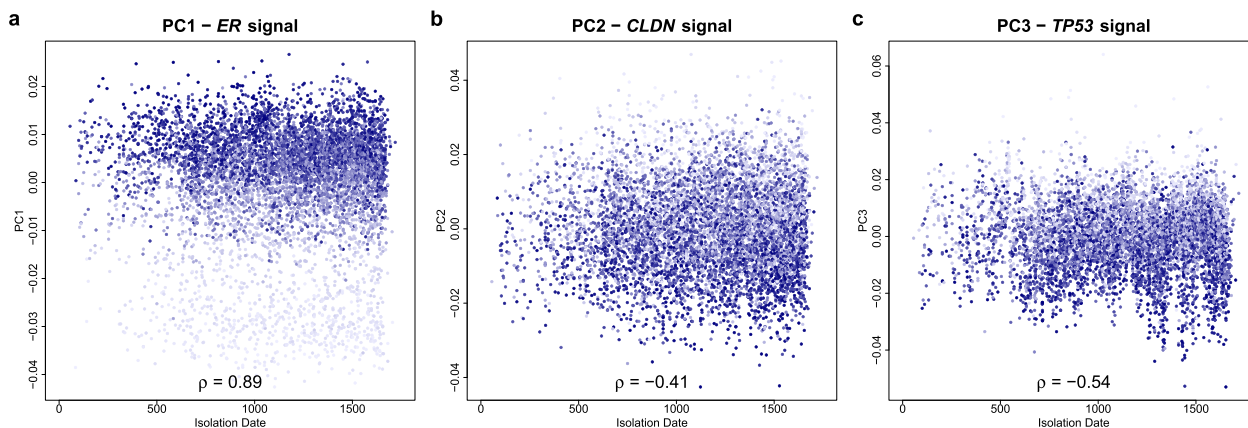 a
PC1 − ER signal
PC1
0.02
0.01
0.00
−0.01
−0.02
−0.03
−0.04
ρ = 0.89
0
500
1000
1500
Isolation Date
b
PC2 − CLDN signal
PC2
0.04
0.02
0.00
−0.02
−0.04
ρ = −0.41
0
500
1000
1500
Isolation Date
c
PC3 − TP53 signal
PC3
0.06
0.04
0.02
0.00
−0.02
−0.04
ρ = −0.54
0
500
1000
1500
Isolation Date